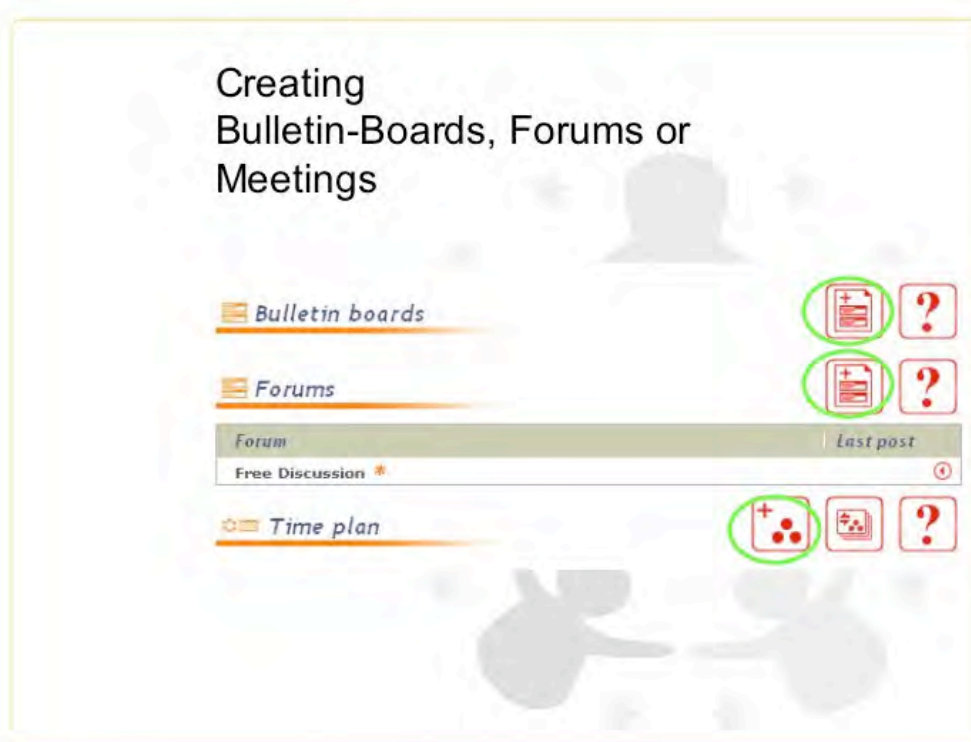 Creating
Bulletin-Boards, Forums or
Meetings
Bulletin boards
?
Forums
?
Forum Last post
Free Discussion *
Time plan
?